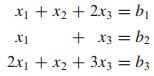 x₁ + x₂ + 2x₃ = b₁
x₁ + x₃ = b₂
2x₁ + x₂ + 3x₃ = b₃